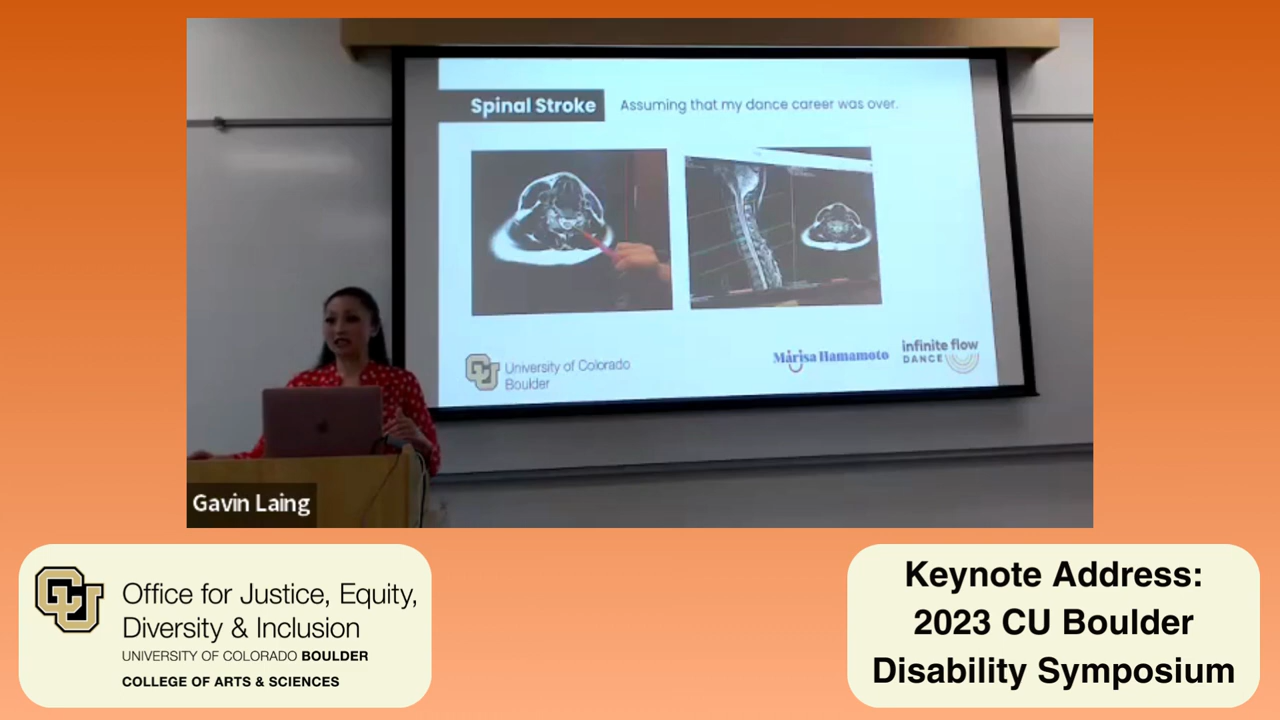 Spinal Stroke
Assuming that my dance career was over.
University of Colorado
Boulder
Marisa Hamamoto
infinite flow
DANCE
Gavin Laing
Office for Justice, Equity,
Diversity & Inclusion
UNIVERSITY OF COLORADO BOULDER
COLLEGE OF ARTS & SCIENCES
Keynote Address:
2023 CU Boulder
Disability Symposium